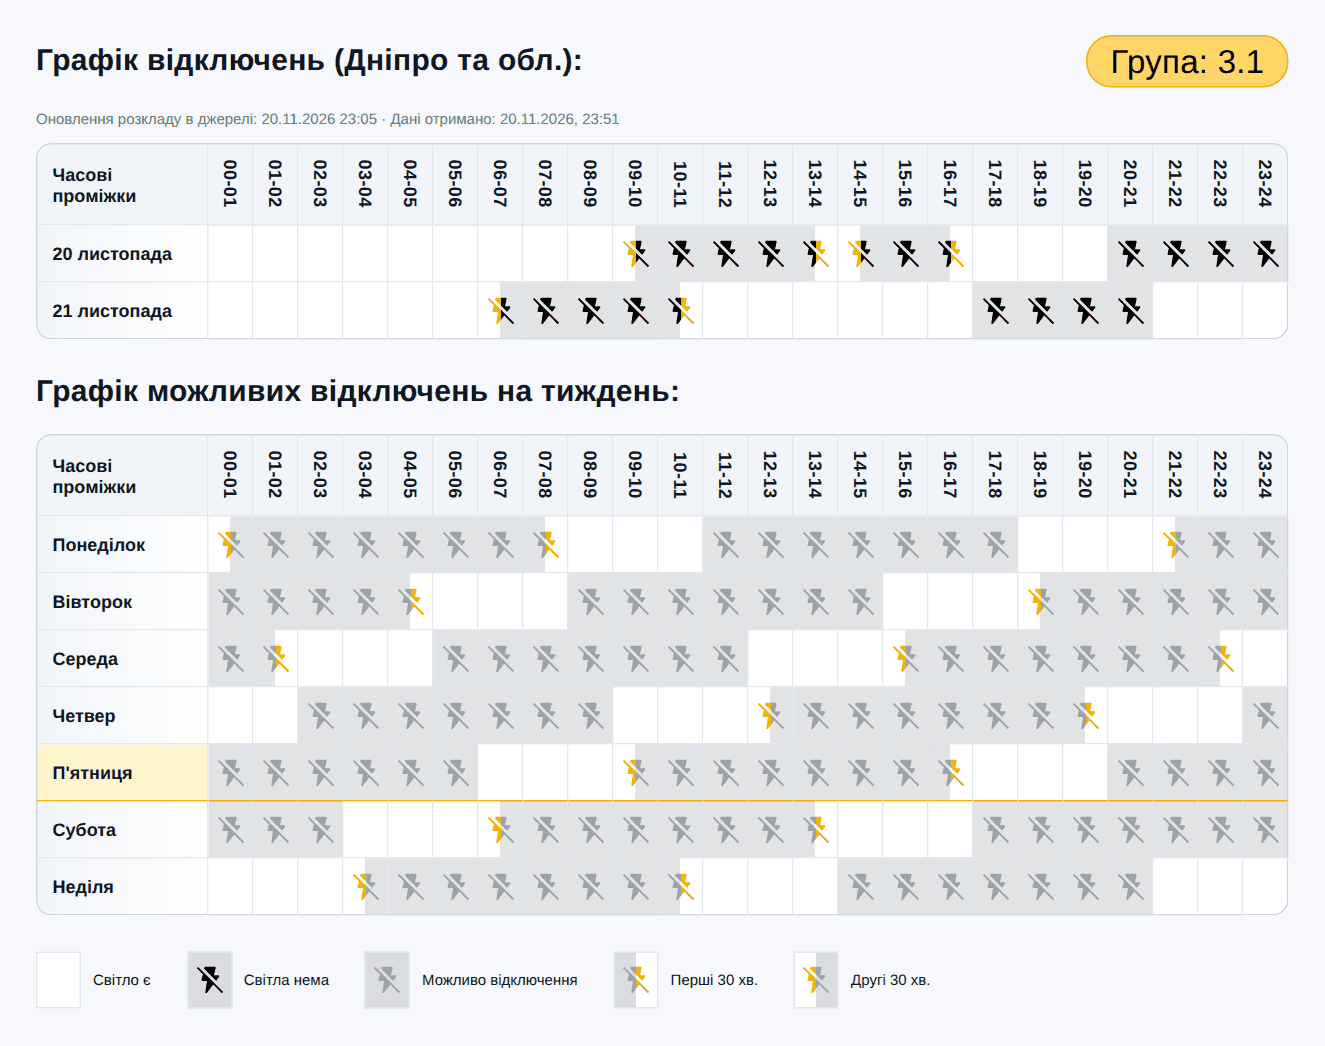 Графік відключень (Дніпро та обл.):
Група: 3.1
Оновлення розкладу в джерелі: 20.11.2026 23:05 · Дані отримано: 20.11.2026, 23:51
Часові проміжки 00-01 01-02 02-03 03-04 04-05 05-06 06-07 07-08 08-09 09-10 10-11 11-12 12-13 13-14 14-15 15-16 16-17 17-18 18-19 19-20 20-21 21-22 22-23 23-24
20 листопада
21 листопада
Графік можливих відключень на тиждень:
Часові проміжки 00-01 01-02 02-03 03-04 04-05 05-06 06-07 07-08 08-09 09-10 10-11 11-12 12-13 13-14 14-15 15-16 16-17 17-18 18-19 19-20 20-21 21-22 22-23 23-24
Понеділок
Вівторок
Середа
Четвер
П'ятниця
Субота
Неділя
Світло є Світла нема Можливо відключення Перші 30 хв. Другі 30 хв.